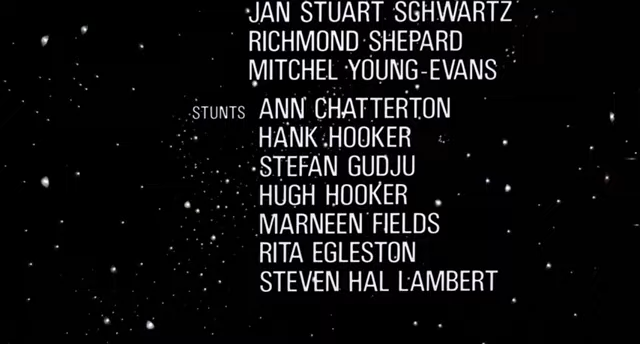 JAN STUART SCHWARTZ
RICHMOND SHEPARD
MITCHEL YOUNG-EVANS
STUNTS ANN CHATTERTON
HANK HOOKER
STEFAN GUDJU
HUGH HOOKER
MARNEEN FIELDS
RITA EGLESTON
STEVEN HAL LAMBERT